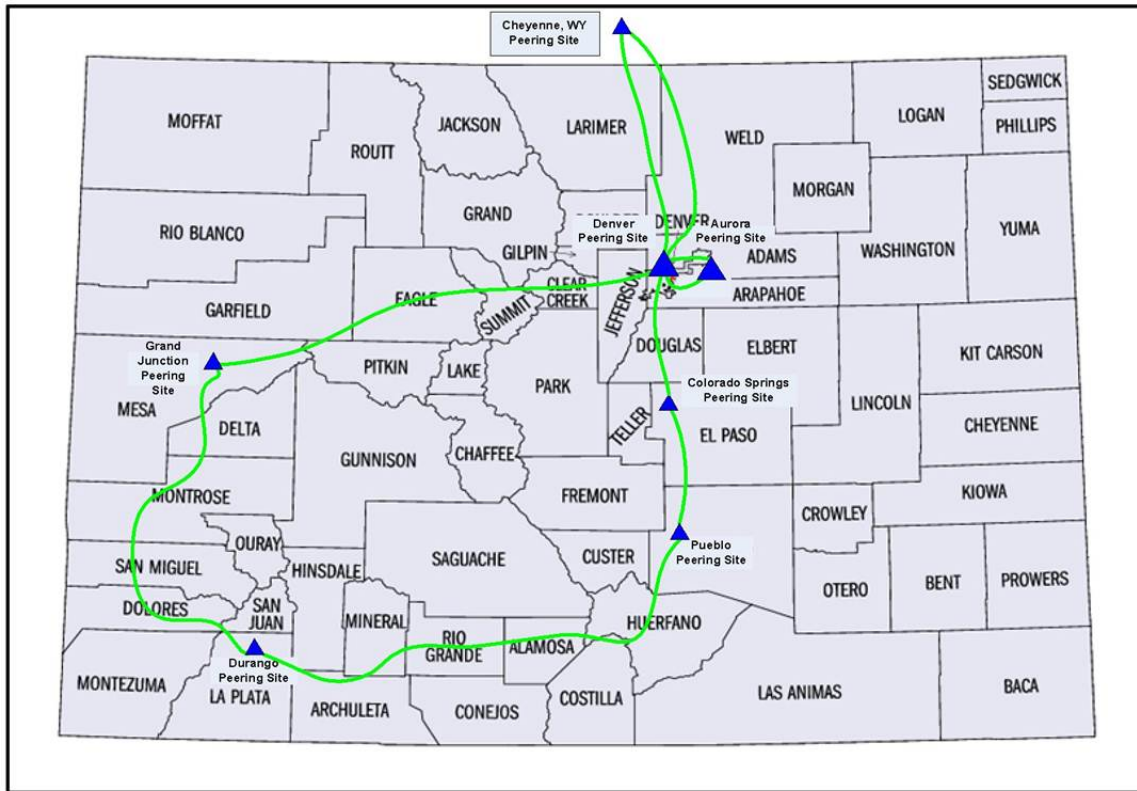 Cheyenne, WY
Peering Site
SEDGWICK
LOGAN
PHILLIPS
MOFFAT
JACKSON
LARIMER
WELD
ROUTT
MORGAN
GRAND
RIO BLANCO
Denver
Peering Site
DENVER
Aurora
Peering Site
YUMA
WASHINGTON
GILPIN
ADAMS
EAGLE
CLEAR
CREEK
ARAPAHOE
GARFIELD
SUMMIT
JEFFERSON
DOUGLAS
ELBERT
KIT CARSON
Grand
Junction
Peering
Site
PITKIN
LAKE
PARK
Colorado Springs
Peering Site
LINCOLN
MESA
TELLER
CHEYENNE
DELTA
EL PASO
CHAFFEE
GUNNISON
FREMONT
KIOWA
MONTROSE
CROWLEY
OURAY
Pueblo
Peering Site
SAGUACHE
CUSTER
SAN MIGUEL
HINSDALE
OTERO
BENT
PROWERS
DOLORES
SAN
JUAN
MINERAL
HUERFANO
RIO
GRANDE
ALAMOSA
Durango
Peering Site
MONTEZUMA
LA PLATA
COSTILLA
LAS ANIMAS
BACA
ARCHULETA
CONEJOS